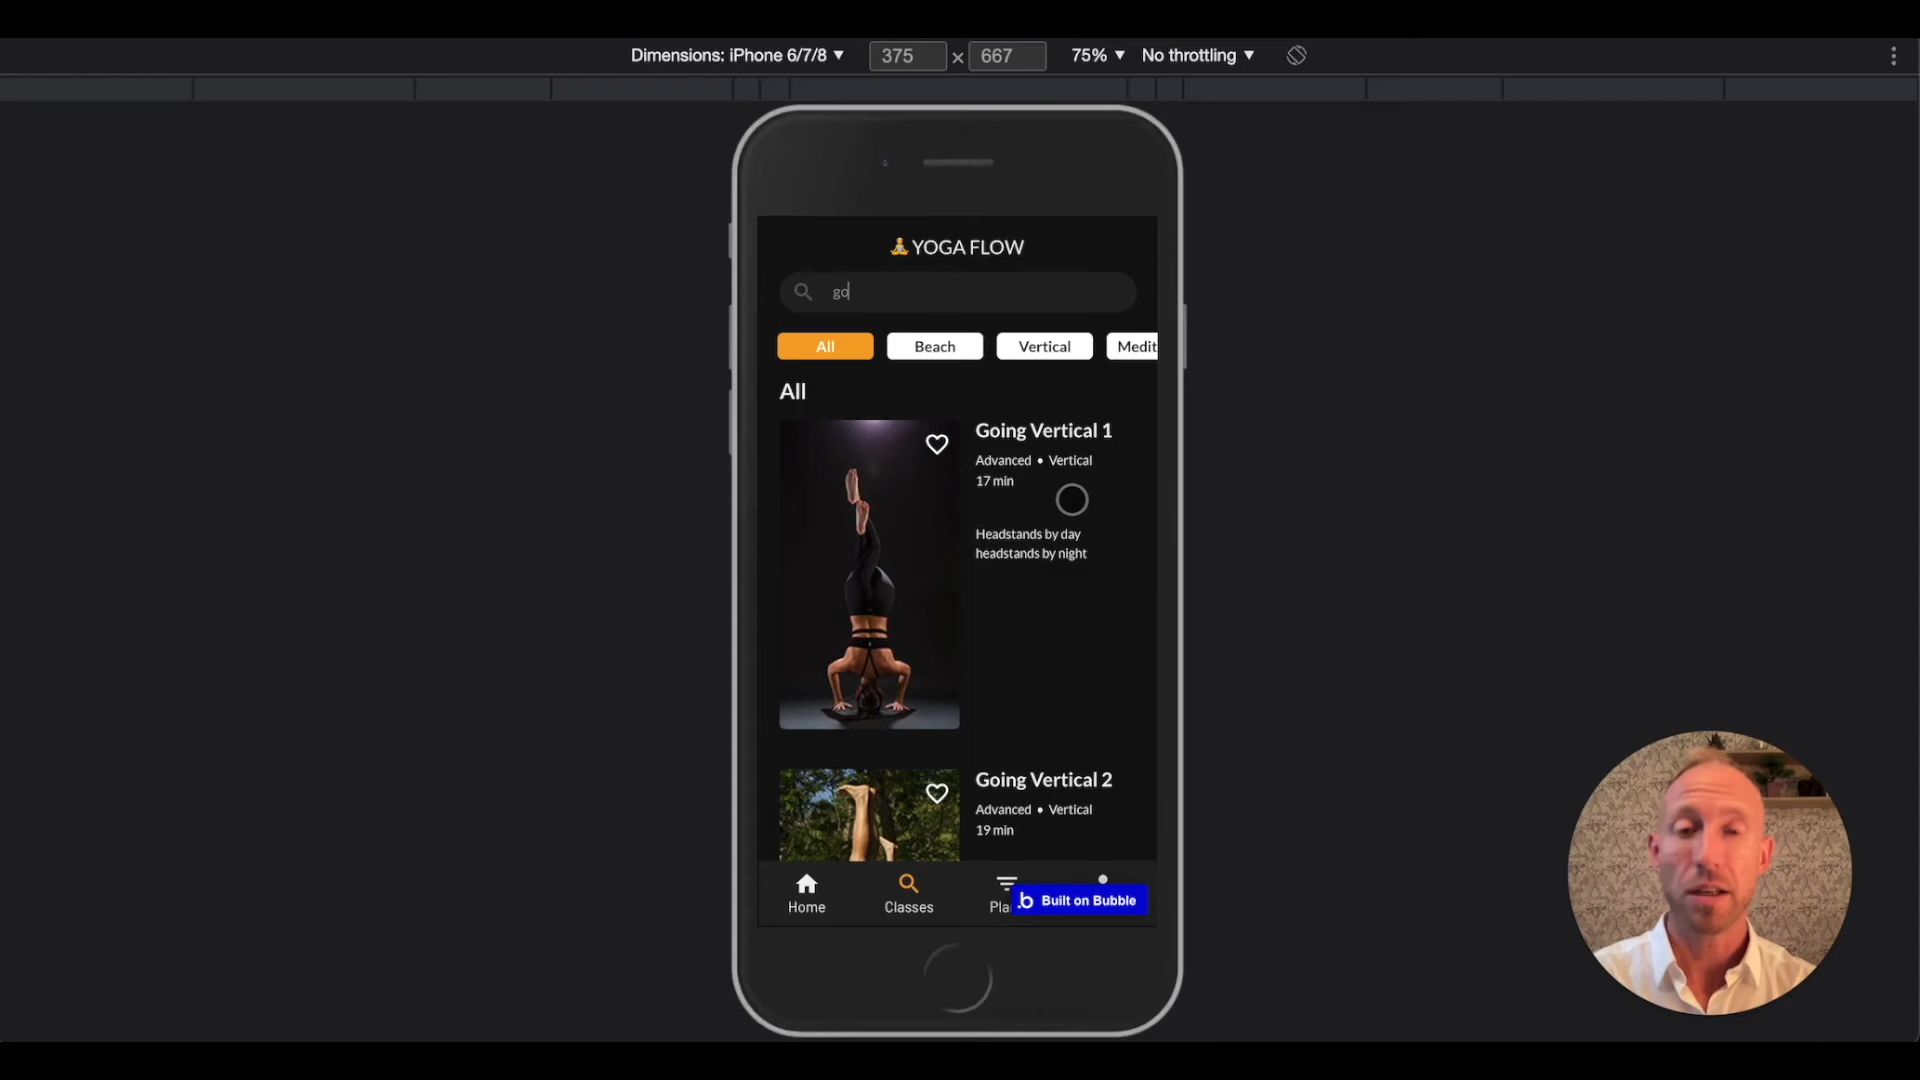 Dimensions: iPhone 6/7/8 ▼ 375 × 667 75% ▼ No throttling ▼
YOGA FLOW
go
All Beach Vertical Medit
All
Going Vertical 1
Advanced • Vertical
17 min
Headstands by day
headstands by night
Going Vertical 2
Advanced • Vertical
19 min
Home Classes Pla
.b Built on Bubble